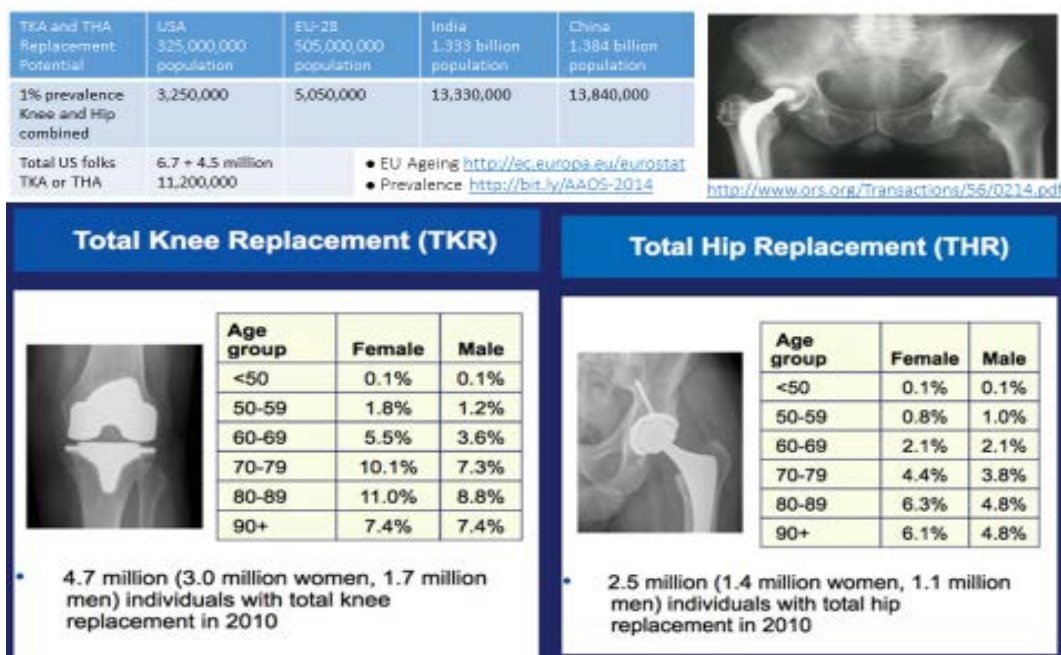 TKA and THA Replacement Potential
USA 325,000,000 population
EU-28 505,000,000 population
India 1.333 billion population
China 1.384 billion population
1% prevalence Knee and Hip combined
3,250,000
5,050,000
13,330,000
13,840,000
Total US folks TKA or THA
6.7 + 4.5 million 11,200,000
● EU Ageing http://ec.europa.eu/eurostat
● Prevalence http://bit.ly/AAOS-2014
http://www.ors.org/Transactions/56/0214.pdf
Total Knee Replacement (TKR)
Age group Female Male
<50 0.1% 0.1%
50-59 1.8% 1.2%
60-69 5.5% 3.6%
70-79 10.1% 7.3%
80-89 11.0% 8.8%
90+ 7.4% 7.4%
• 4.7 million (3.0 million women, 1.7 million
men) individuals with total knee
replacement in 2010
Total Hip Replacement (THR)
Age group Female Male
<50 0.1% 0.1%
50-59 0.8% 1.0%
60-69 2.1% 2.1%
70-79 4.4% 3.8%
80-89 6.3% 4.8%
90+ 6.1% 4.8%
• 2.5 million (1.4 million women, 1.1 million
men) individuals with total hip
replacement in 2010